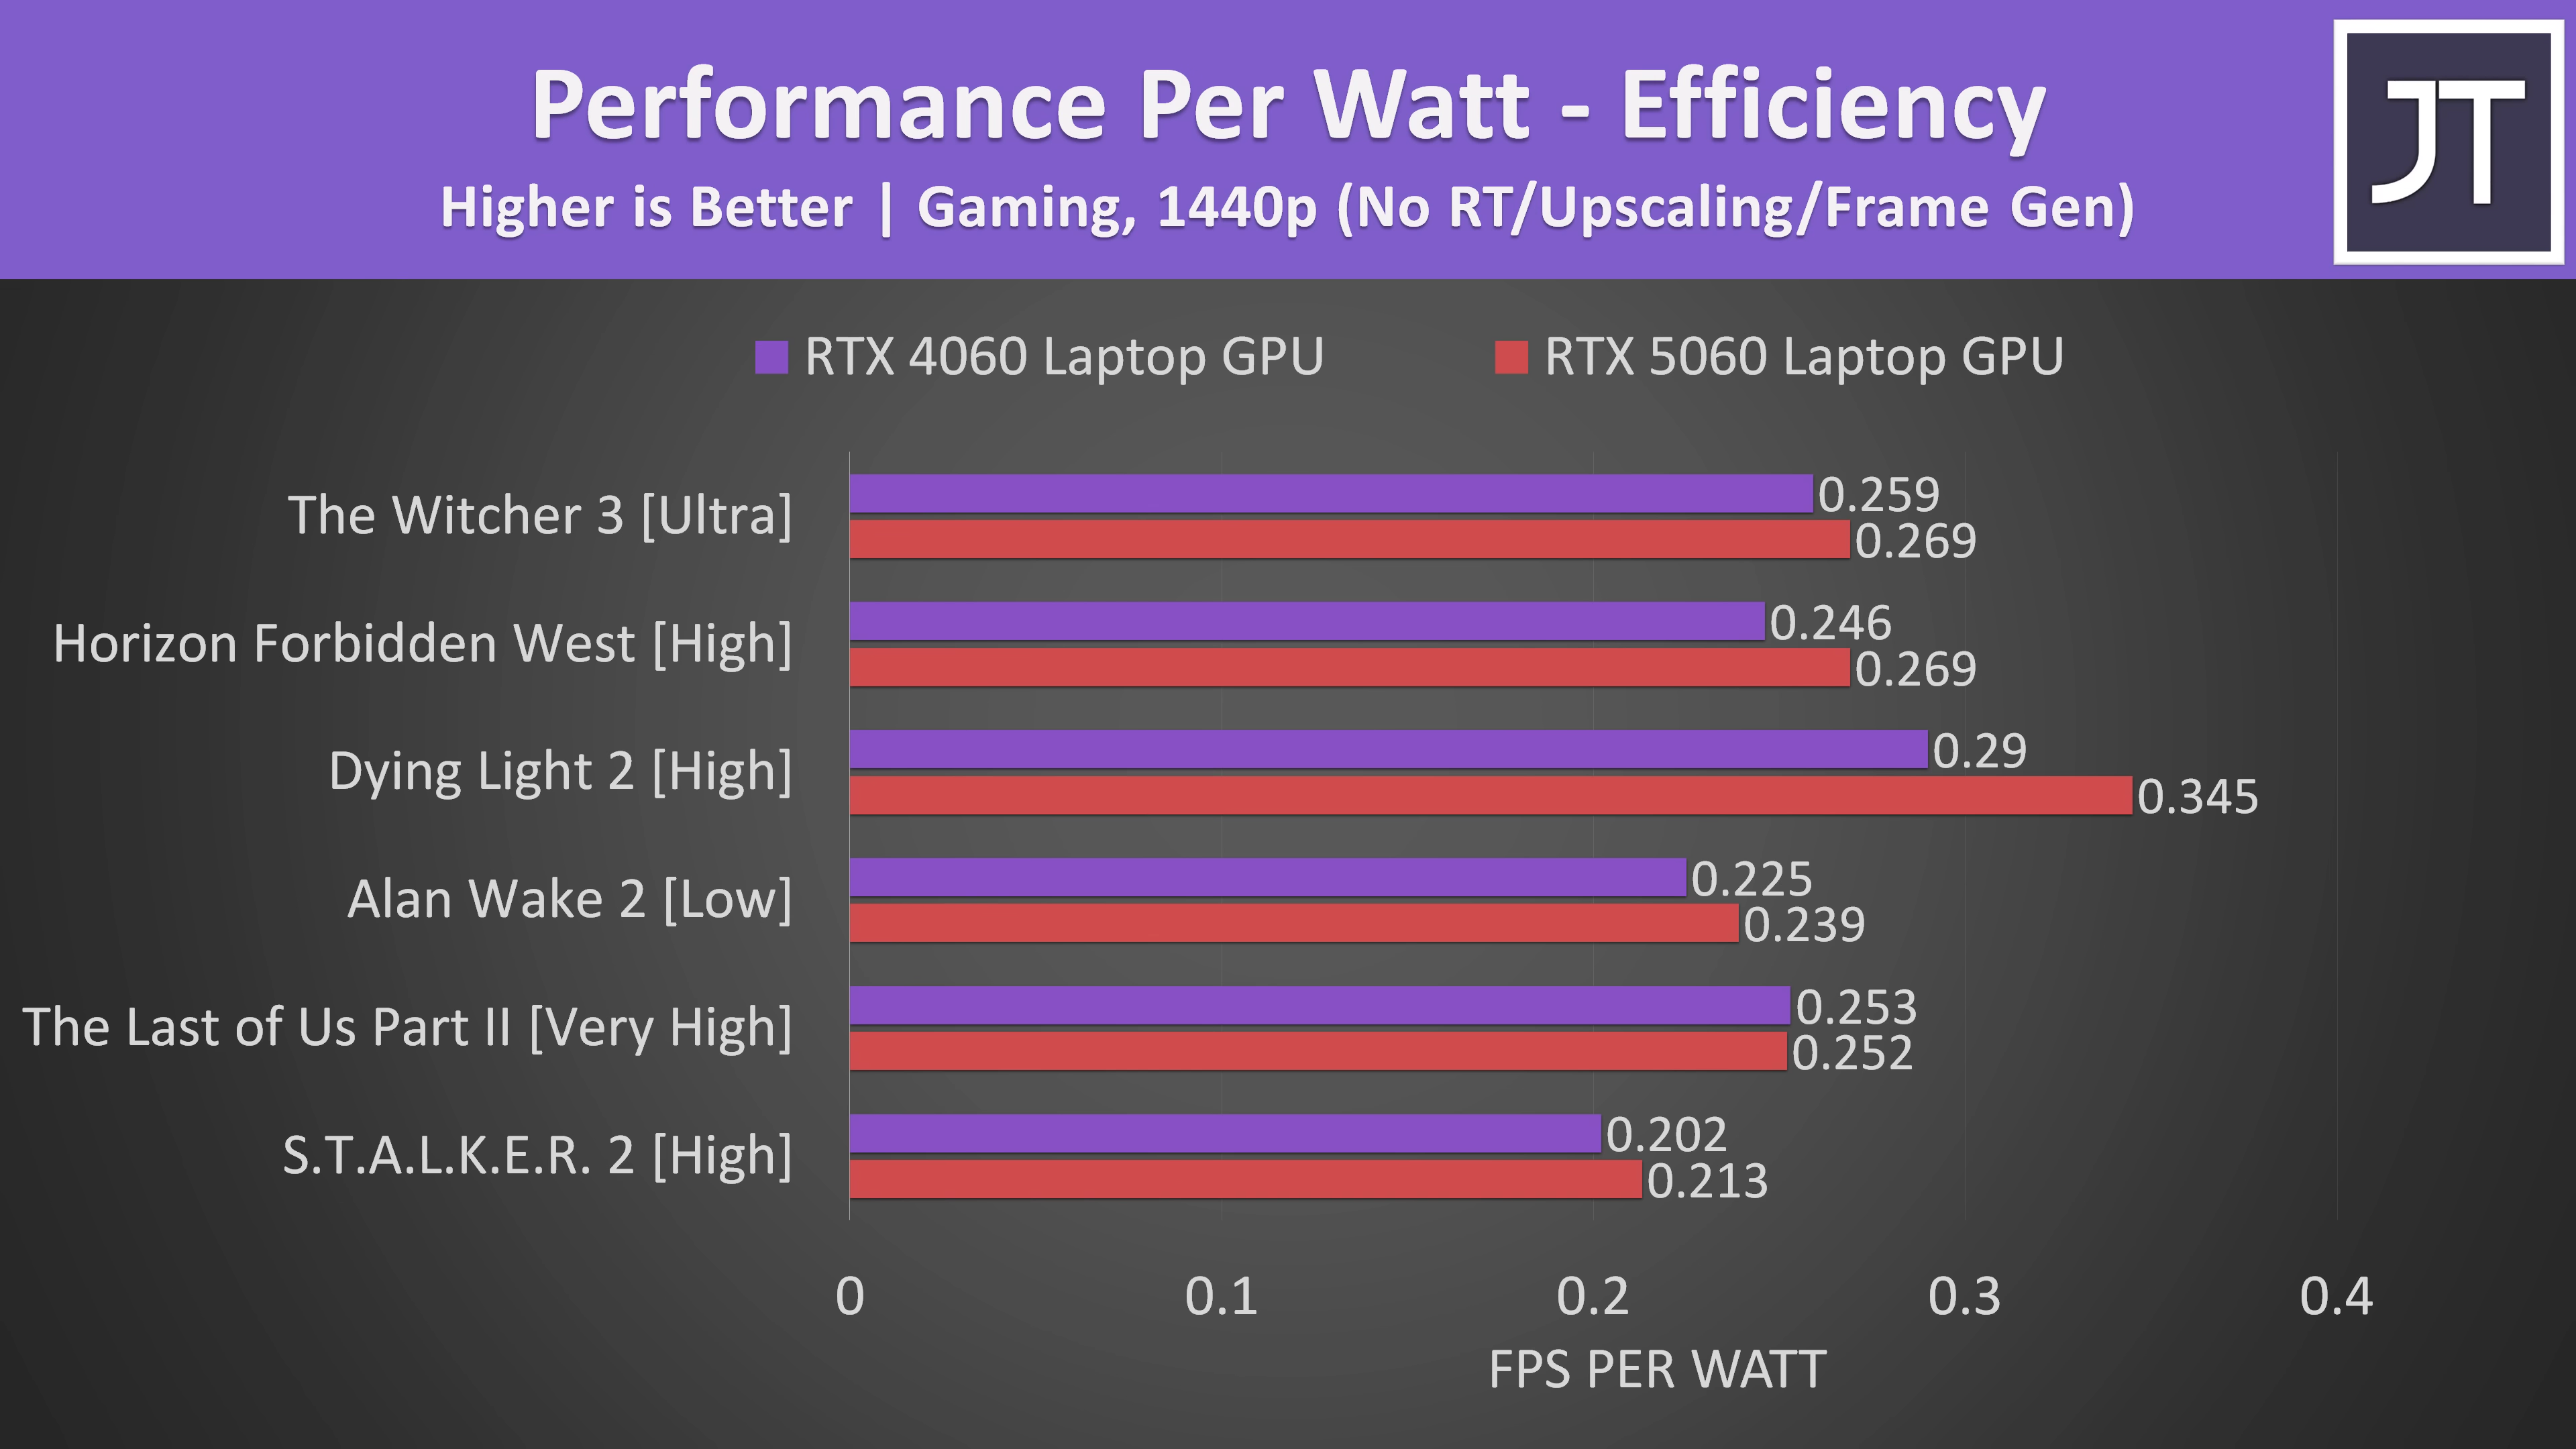 Performance Per Watt - Efficiency
Higher is Better | Gaming, 1440p (No RT/Upscaling/Frame Gen)
JT
RTX 4060 Laptop GPU
RTX 5060 Laptop GPU
The Witcher 3 [Ultra]
0.259
0.269
Horizon Forbidden West [High]
0.246
0.269
Dying Light 2 [High]
0.29
0.345
Alan Wake 2 [Low]
0.225
0.239
The Last of Us Part II [Very High]
0.253
0.252
S.T.A.L.K.E.R. 2 [High]
0.202
0.213
0
0.1
0.2
0.3
0.4
FPS PER WATT